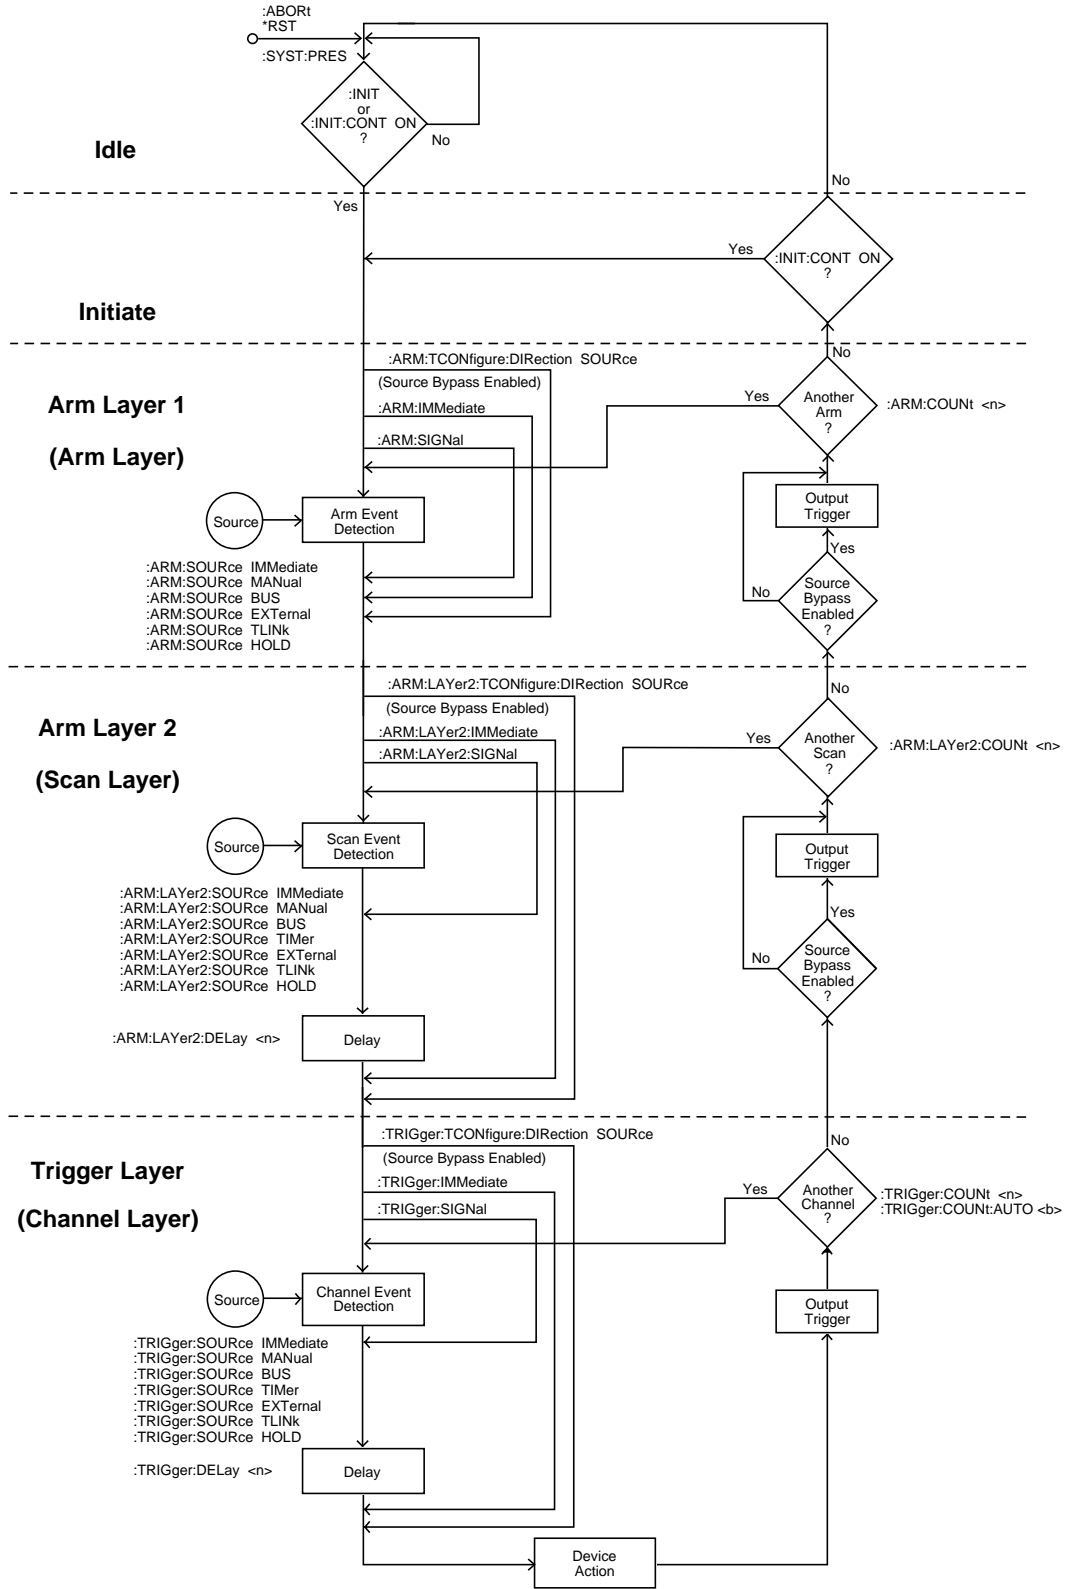 :ABORt
*RST
:SYST:PRES
:INIT
or
:INIT:CONT ON
?
No
Idle
No
Yes
Yes
:INIT:CONT ON
?
Initiate
No
:ARM:TCONfigure:DIRection SOURce
(Source Bypass Enabled)
Arm Layer 1
(Arm Layer)
:ARM:IMMediate
:ARM:SIGNal
Yes
Another
Arm
?
:ARM:COUNt <n>
Output
Trigger
Source
Arm Event
Detection
Yes
:ARM:SOURce IMMediate
:ARM:SOURce MANual
:ARM:SOURce BUS
:ARM:SOURce EXTernal
:ARM:SOURce TLINk
:ARM:SOURce HOLD
No
Source
Bypass
Enabled
?
No
:ARM:LAYer2:TCONfigure:DIRection SOURce
(Source Bypass Enabled)
Arm Layer 2
(Scan Layer)
:ARM:LAYer2:IMMediate
:ARM:LAYer2:SIGNal
Yes
Another
Scan
?
:ARM:LAYer2:COUNt <n>
Source
Scan Event
Detection
Output
Trigger
:ARM:LAYer2:SOURce IMMediate
:ARM:LAYer2:SOURce MANual
:ARM:LAYer2:SOURce BUS
:ARM:LAYer2:SOURce TIMer
:ARM:LAYer2:SOURce EXTernal
:ARM:LAYer2:SOURce TLINk
:ARM:LAYer2:SOURce HOLD
Yes
No
Source
Bypass
Enabled
?
:ARM:LAYer2:DELay <n>
Delay
No
:TRIGger:TCONfigure:DIRection SOURce
(Source Bypass Enabled)
Trigger Layer
(Channel Layer)
:TRIGger:IMMediate
:TRIGger:SIGNal
Yes
Another
Channel
?
:TRIGger:COUNt <n>
:TRIGger:COUNt:AUTO <b>
Source
Channel Event
Detection
Output
Trigger
:TRIGger:SOURce IMMediate
:TRIGger:SOURce MANual
:TRIGger:SOURce BUS
:TRIGger:SOURce TIMer
:TRIGger:SOURce EXTernal
:TRIGger:SOURce TLINk
:TRIGger:SOURce HOLD
:TRIGger:DELay <n>
Delay
Device
Action